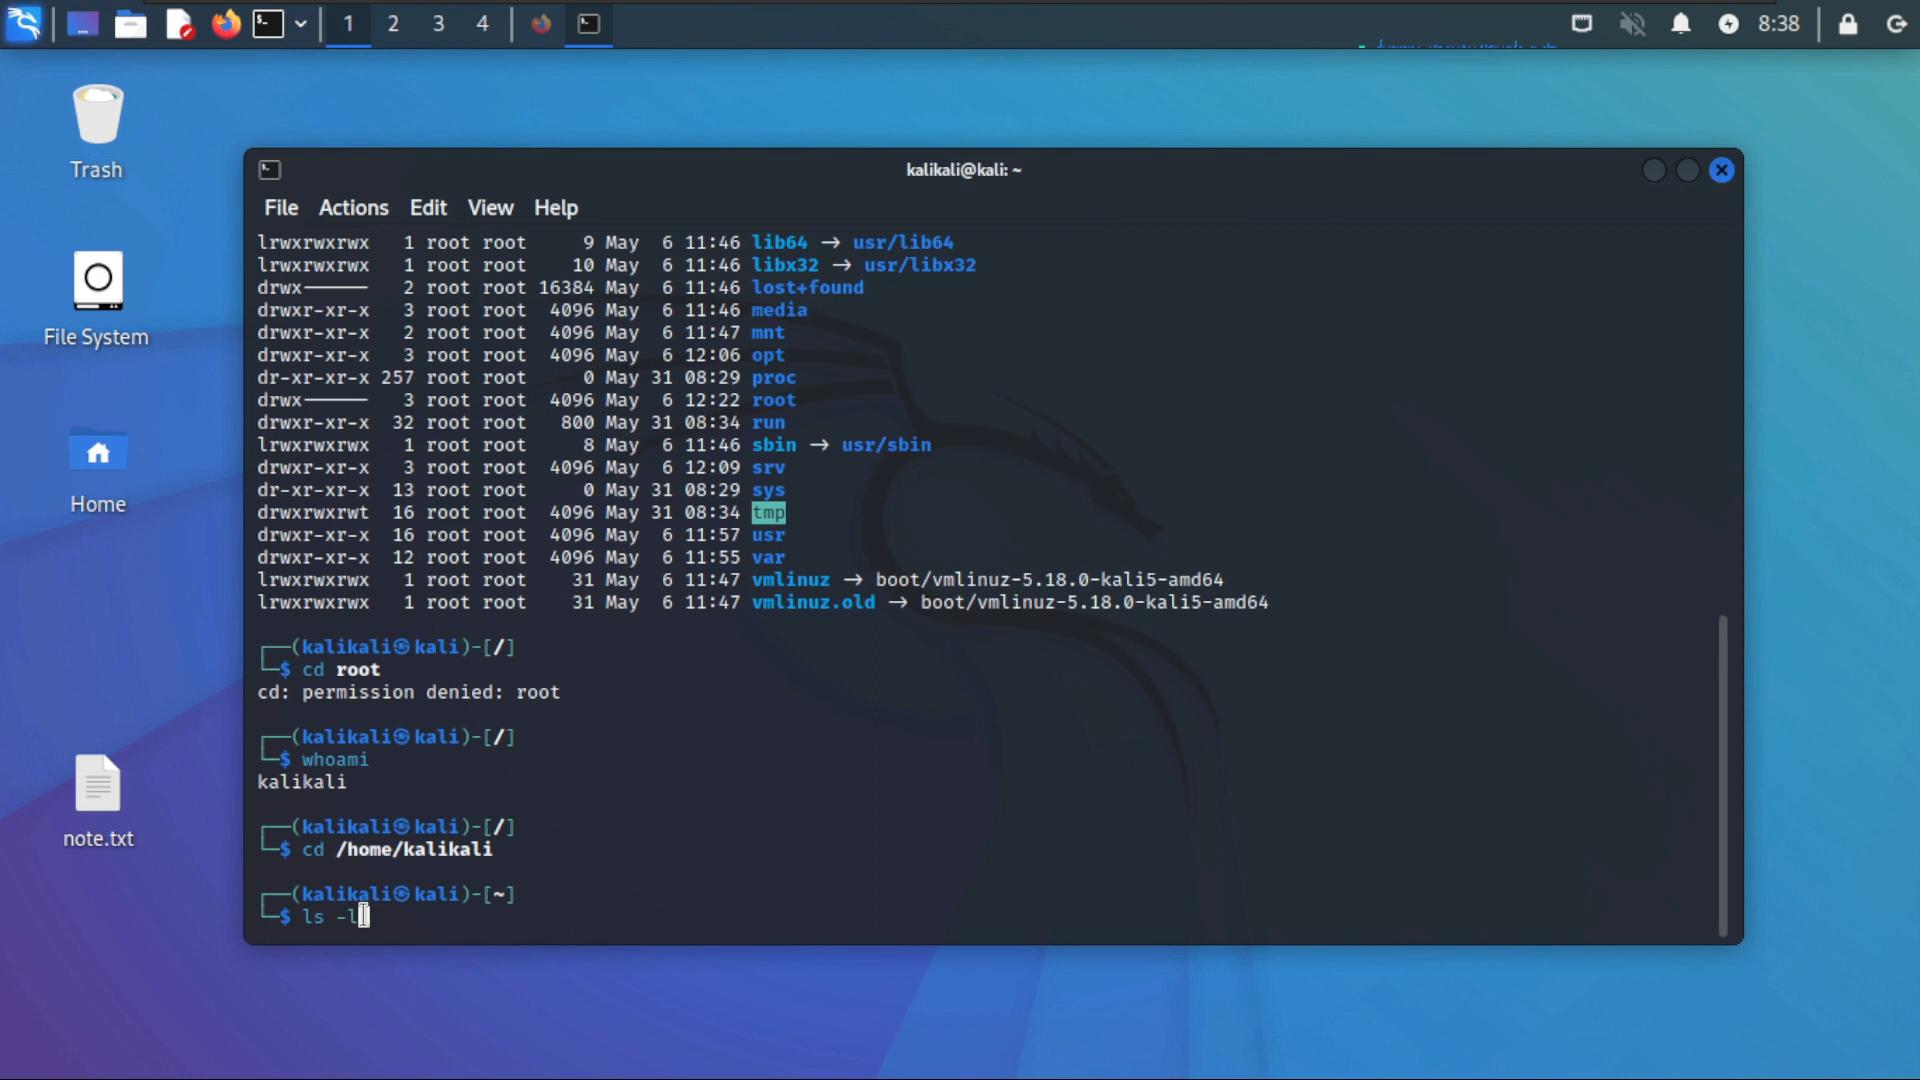 1 2 3 4 8:38
Trash
File System
Home
note.txt
kalikali@kali: ~
File Actions Edit View Help
lrwxrwxrwx 1 root root 9 May 6 11:46 lib64 → usr/lib64
lrwxrwxrwx 1 root root 10 May 6 11:46 libx32 → usr/libx32
drwx------ 2 root root 16384 May 6 11:46 lost+found
drwxr-xr-x 3 root root 4096 May 6 11:46 media
drwxr-xr-x 2 root root 4096 May 6 11:47 mnt
drwxr-xr-x 3 root root 4096 May 6 12:06 opt
dr-xr-xr-x 257 root root 0 May 31 08:29 proc
drwx------ 3 root root 4096 May 6 12:22 root
drwxr-xr-x 32 root root 800 May 31 08:34 run
lrwxrwxrwx 1 root root 8 May 6 11:46 sbin → usr/sbin
drwxr-xr-x 3 root root 4096 May 6 12:09 srv
dr-xr-xr-x 13 root root 0 May 31 08:29 sys
drwxrwxrwt 16 root root 4096 May 31 08:34 tmp
drwxr-xr-x 16 root root 4096 May 6 11:57 usr
drwxr-xr-x 12 root root 4096 May 6 11:55 var
lrwxrwxrwx 1 root root 31 May 6 11:47 vmlinuz → boot/vmlinuz-5.18.0-kali5-amd64
lrwxrwxrwx 1 root root 31 May 6 11:47 vmlinuz.old → boot/vmlinuz-5.18.0-kali5-amd64
┌──(kalikali㉿kali)-[/]
└─$ cd root
cd: permission denied: root
┌──(kalikali㉿kali)-[/]
└─$ whoami
kalikali
┌──(kalikali㉿kali)-[/]
└─$ cd /home/kalikali
┌──(kalikali㉿kali)-[~]
└─$ ls -l